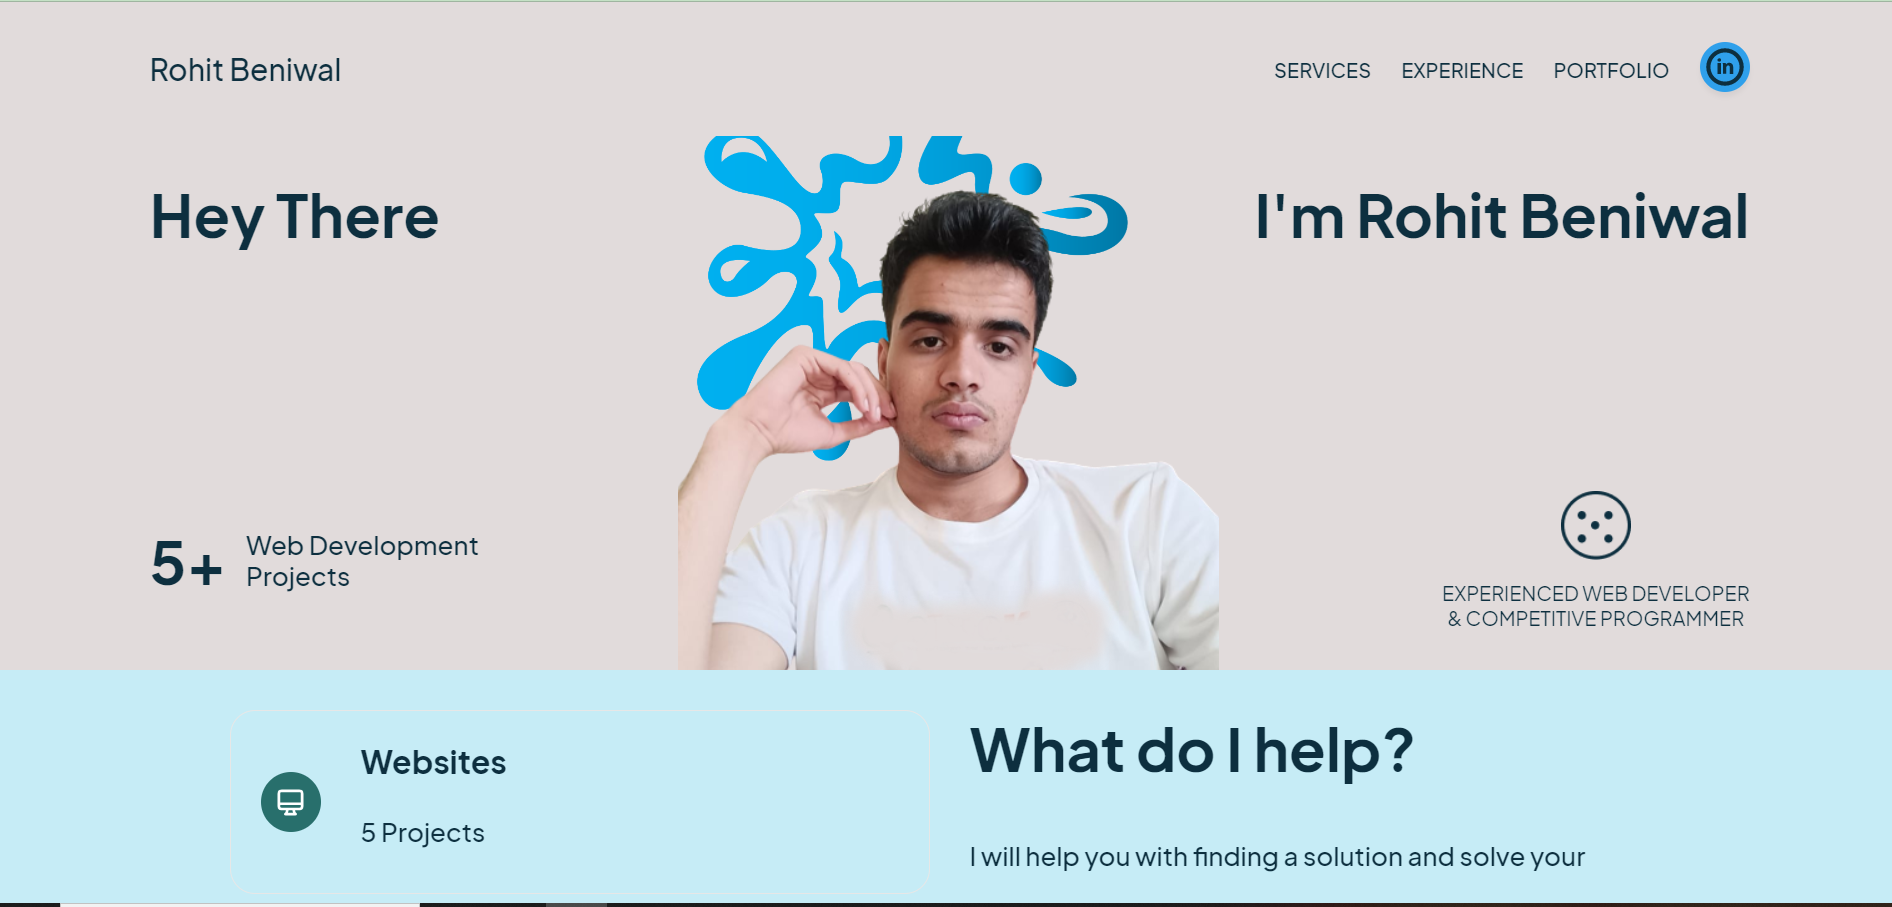 Rohit Beniwal
SERVICES EXPERIENCE PORTFOLIO in
Hey There
I'm Rohit Beniwal
5+
Web Development
Projects
EXPERIENCED WEB DEVELOPER
& COMPETITIVE PROGRAMMER
Websites
5 Projects
What do I help?
I will help you with finding a solution and solve your